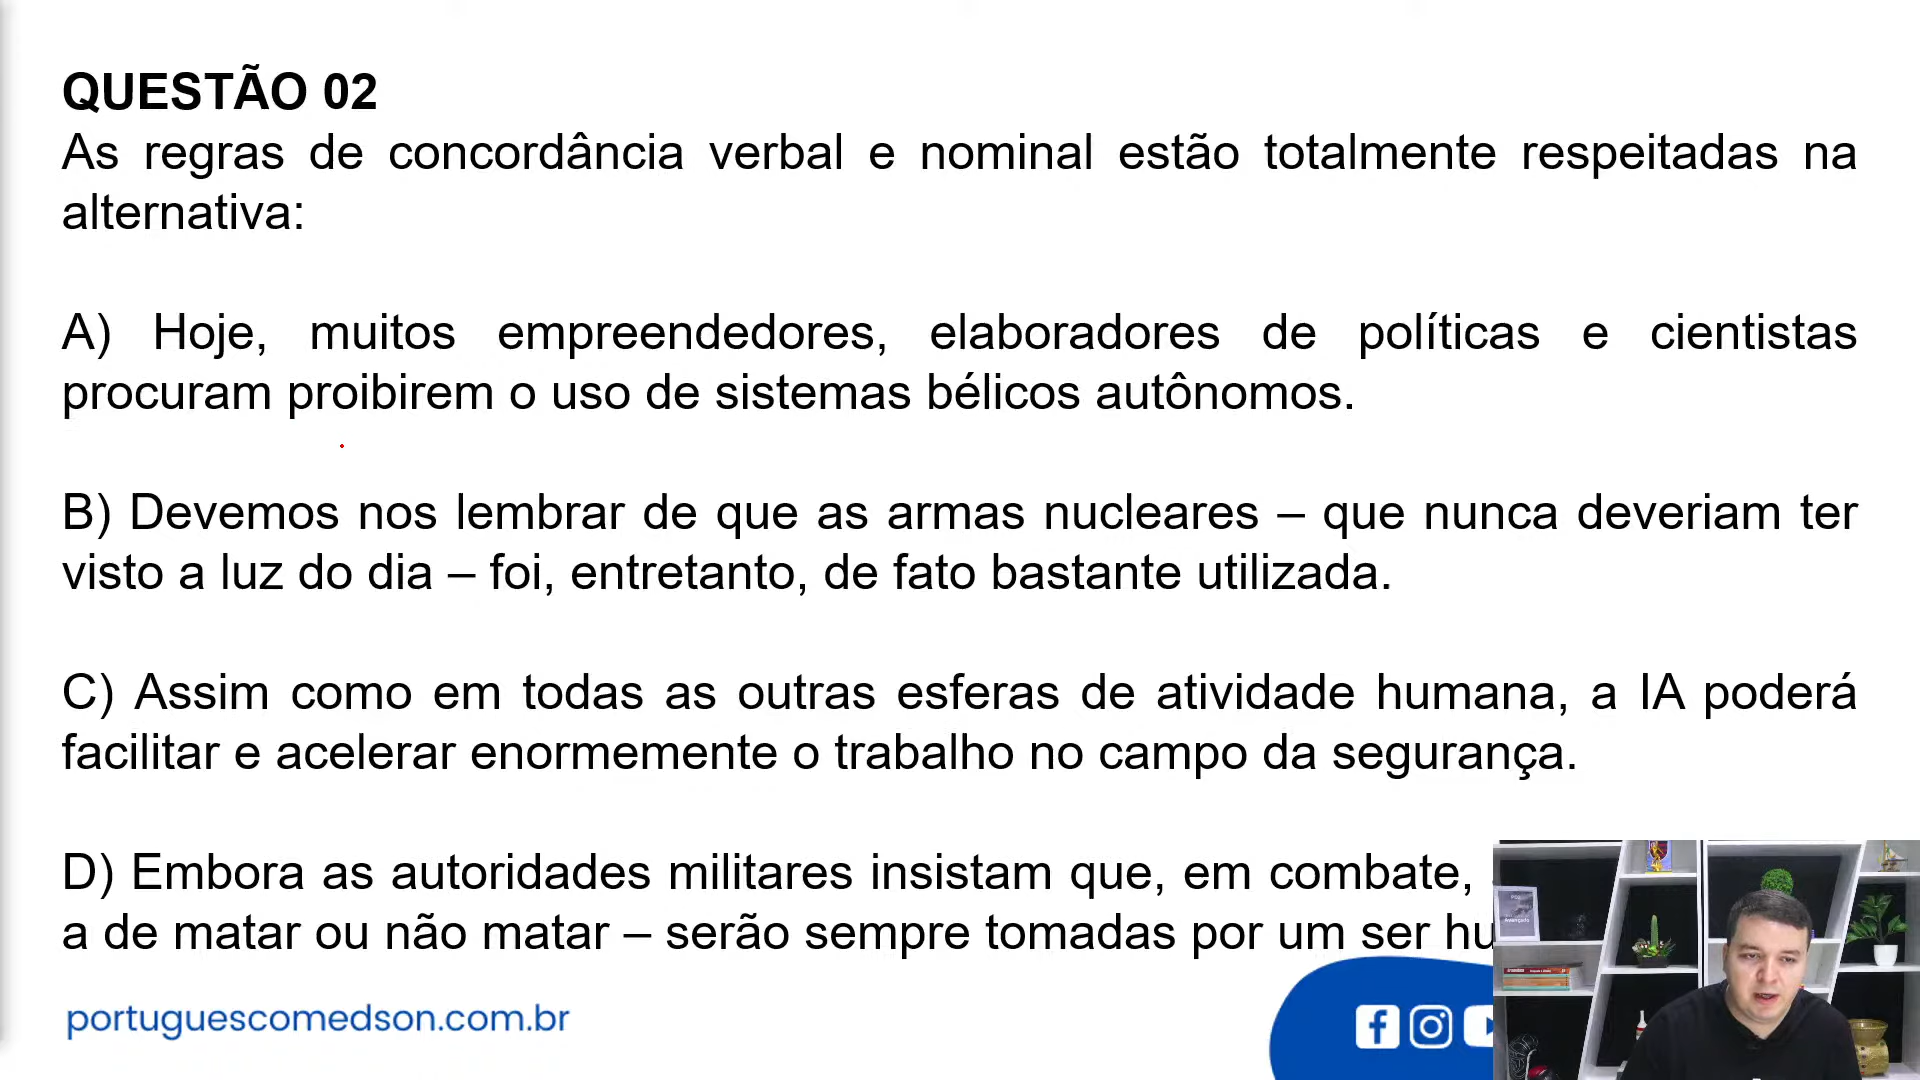 QUESTÃO 02
As regras de concordância verbal e nominal estão totalmente respeitadas na
alternativa:
A) Hoje, muitos empreendedores, elaboradores de políticas e cientistas
procuram proibirem o uso de sistemas bélicos autônomos.
B) Devemos nos lembrar de que as armas nucleares – que nunca deveriam ter
visto a luz do dia – foi, entretanto, de fato bastante utilizada.
C) Assim como em todas as outras esferas de atividade humana, a IA poderá
facilitar e acelerar enormemente o trabalho no campo da segurança.
D) Embora as autoridades militares insistam que, em combate,
a de matar ou não matar – serão sempre tomadas por um ser hu
portuguescomedson.com.br